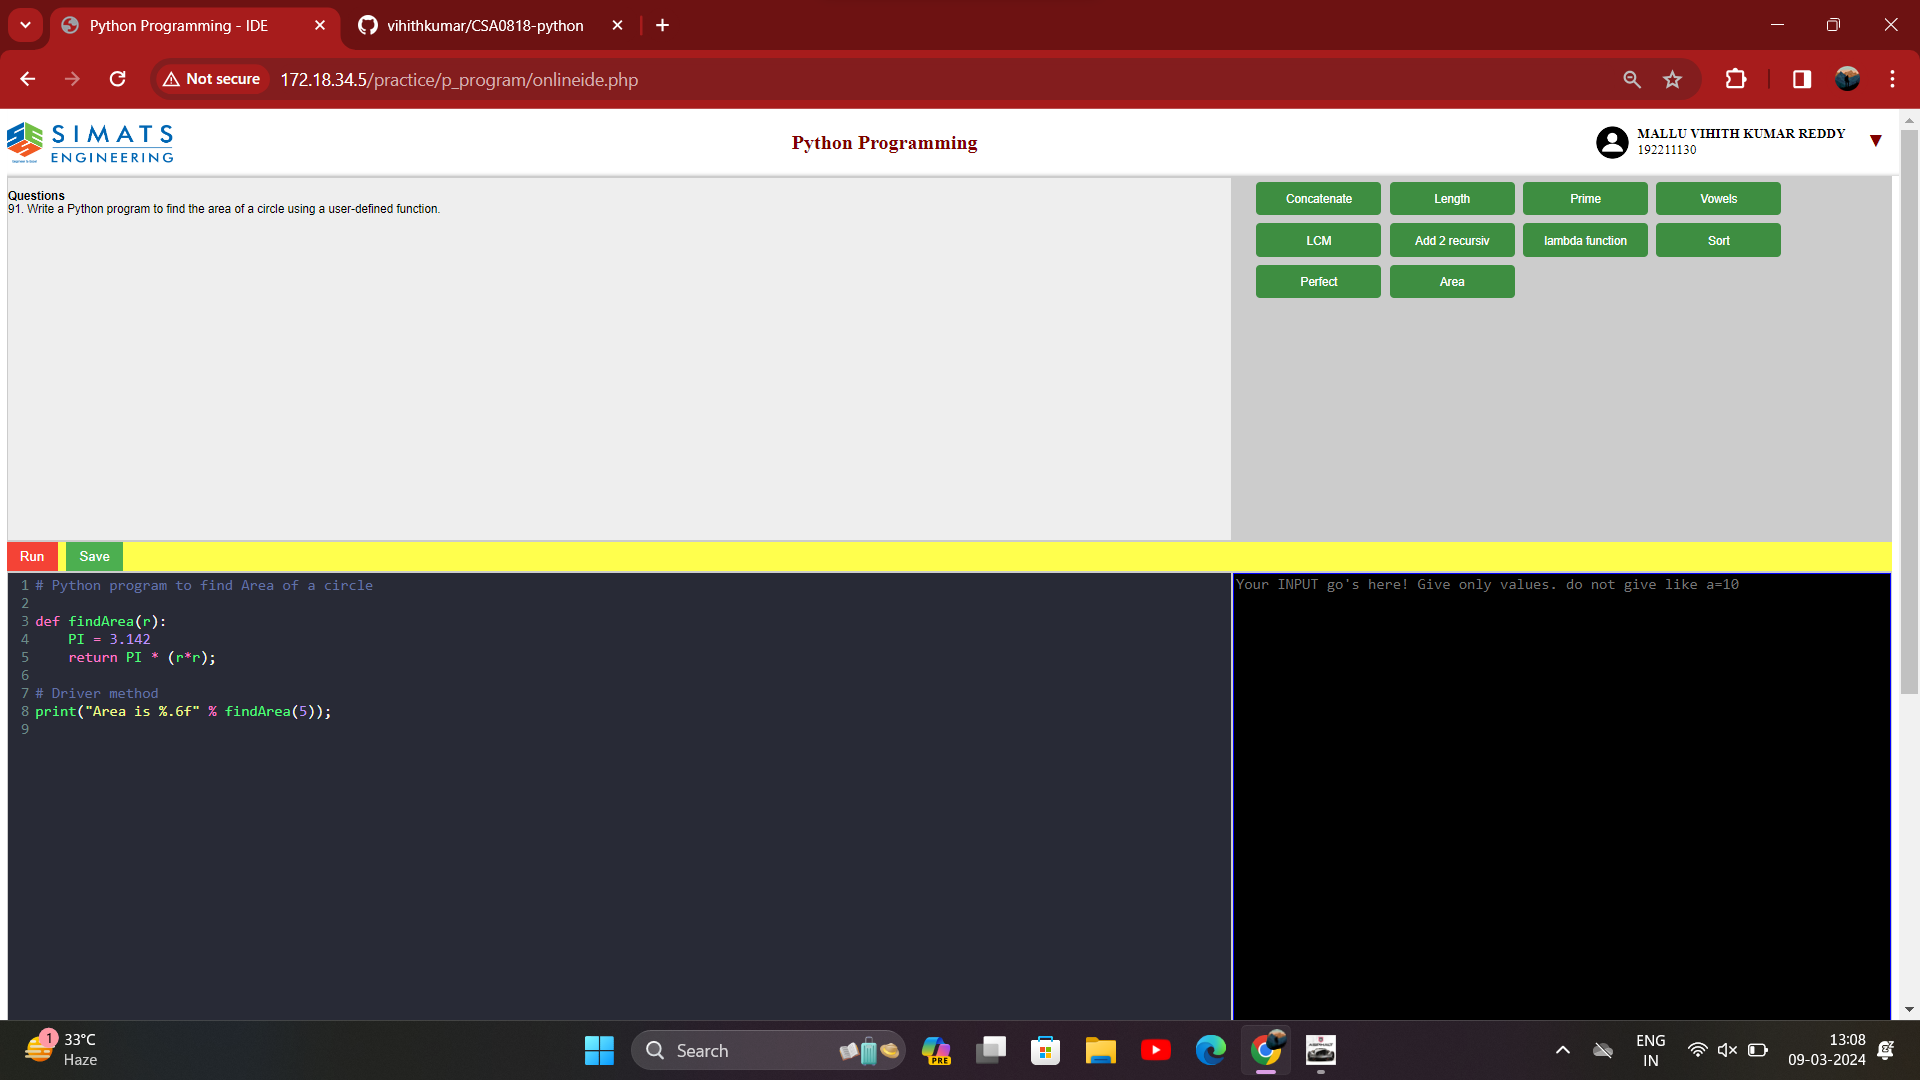 Python Programming - IDE
vihithkumar/CSA0818-python
Not secure
172.18.34.5/practice/p_program/onlineide.php
SIMATS
ENGINEERING
Python Programming
MALLU VIHITH KUMAR REDDY
192211130
Questions
91. Write a Python program to find the area of a circle using a user-defined function.
Concatenate
Length
Prime
Vowels
LCM
Add 2 recursiv
lambda function
Sort
Perfect
Area
Run
Save
1 # Python program to find Area of a circle
2
3 def findArea(r):
4     PI = 3.142
5     return PI * (r*r);
6
7 # Driver method
8 print("Area is %.6f" % findArea(5));
9
Your INPUT go's here! Give only values. do not give like a=10
1
33°C
Haze
Search
PRE
ENG
IN
13:08
09-03-2024